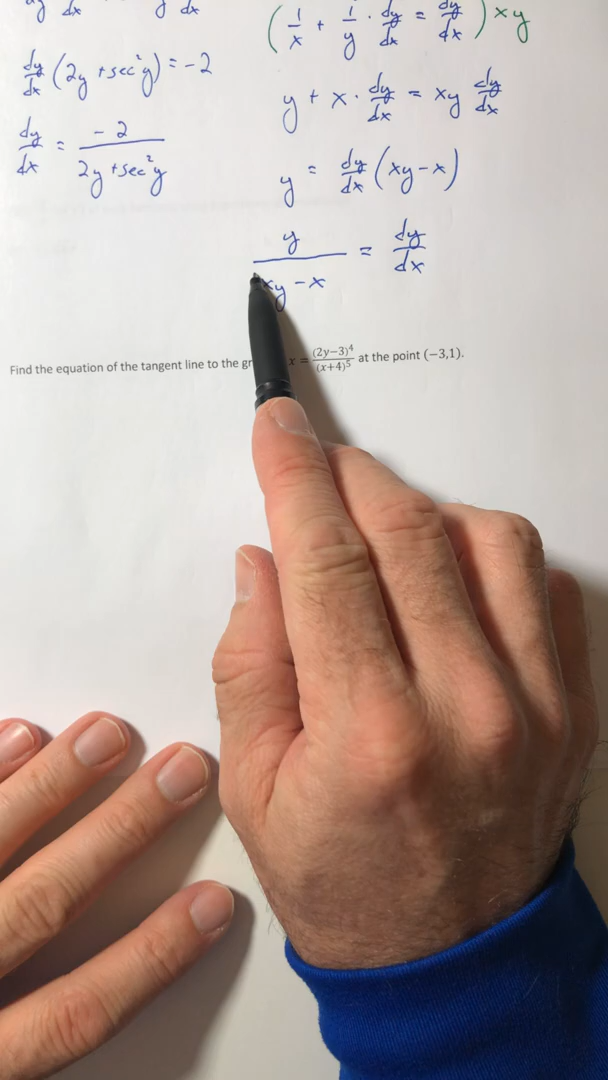 dy/dx (2y + sec²y) = -2
dy/dx = -2 / (2y + sec²y)
(1/x + 1/y · dy/dx = dy/dx) xy
y + x · dy/dx = xy dy/dx
y = dy/dx (xy - x)
y / (xy - x) = dy/dx
Find the equation of the tangent line to the gr x = (2y−3)⁴/(x+4)⁵ at the point (−3,1).